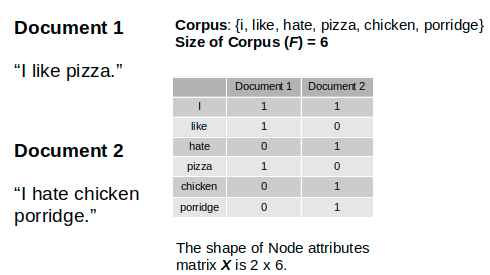 Document 1
“I like pizza.”
Document 2
“I hate chicken
porridge.”
Corpus: {i, like, hate, pizza, chicken, porridge}
Size of Corpus (F) = 6
Document 1 Document 2
I 1 1
like 1 0
hate 0 1
pizza 1 0
chicken 0 1
porridge 0 1
The shape of Node attributes
matrix X is 2 x 6.